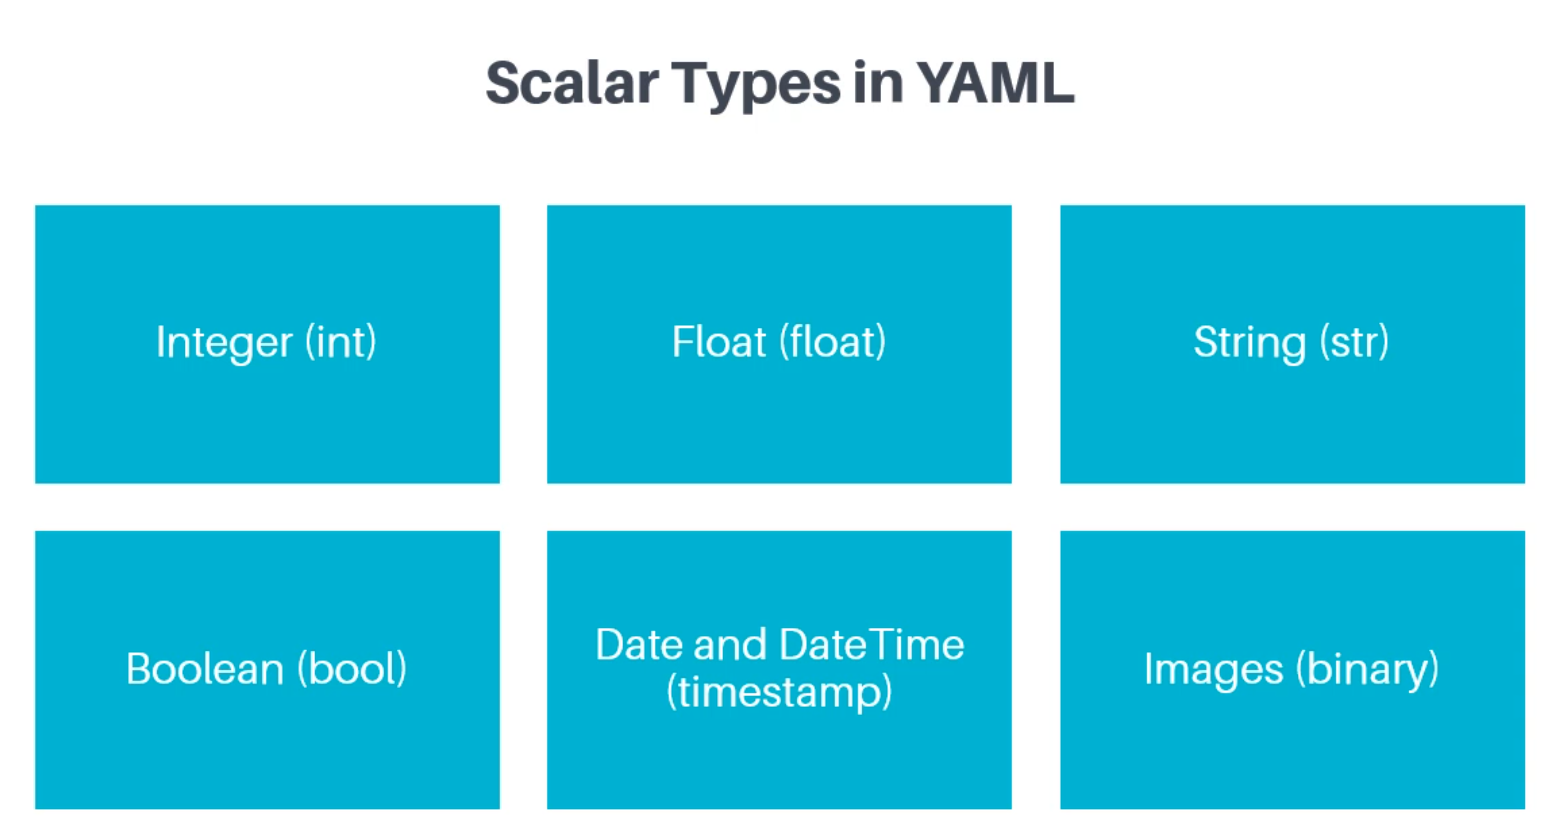 Scalar Types in YAML
Integer (int)
Float (float)
String (str)
Boolean (bool)
Date and DateTime
(timestamp)
Images (binary)